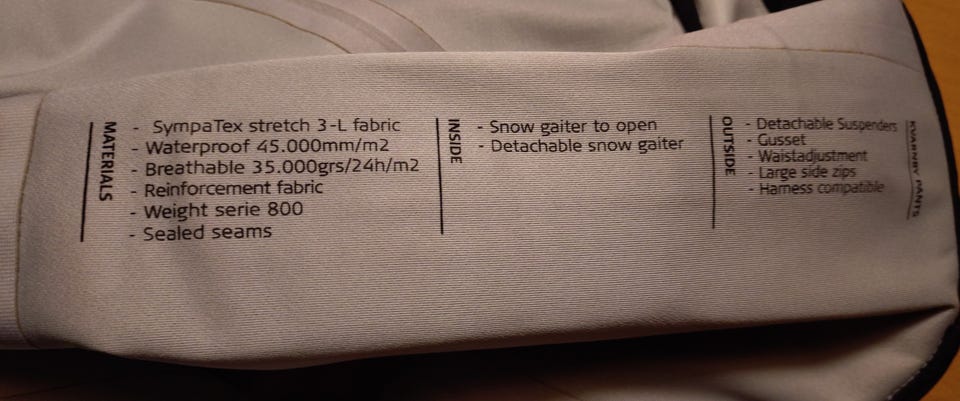 MATERIALS
- SympaTex stretch 3-L fabric
- Waterproof 45.000mm/m2
- Breathable 35.000grs/24h/m2
- Reinforcement fabric
- Weight serie 800
- Sealed seams
INSIDE
- Snow gaiter to open
- Detachable snow gaiter
OUTSIDE
- Detachable Suspenders
- Gusset
- Waistadjustment
- Large side zips
- Harness compatible
KVARNBY PANTS